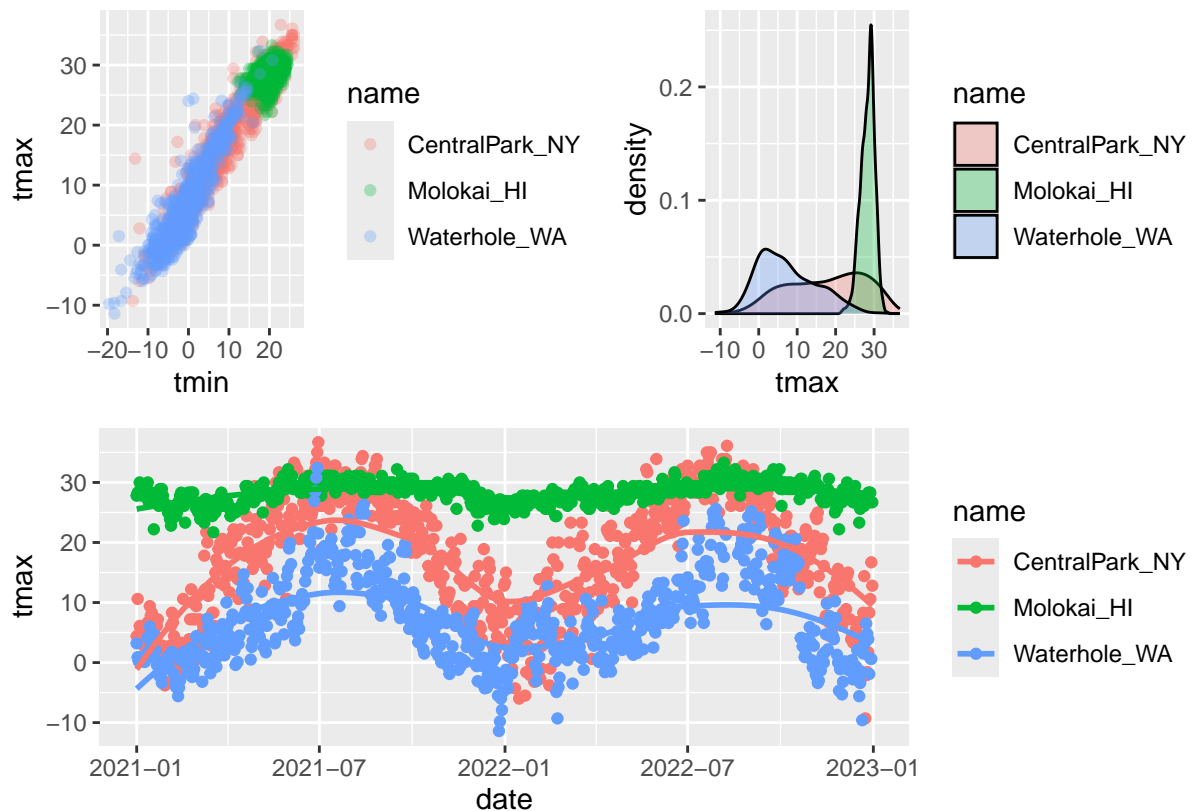 30
20
10
0
−10
tmax
−20
−10
0
10
20
tmin
name
CentralPark_NY
Molokai_HI
Waterhole_WA
0.2
0.1
0.0
density
−10
0
10
20
30
tmax
name
CentralPark_NY
Molokai_HI
Waterhole_WA
30
20
10
0
−10
tmax
2021−01
2021−07
2022−01
2022−07
2023−01
date
name
CentralPark_NY
Molokai_HI
Waterhole_WA